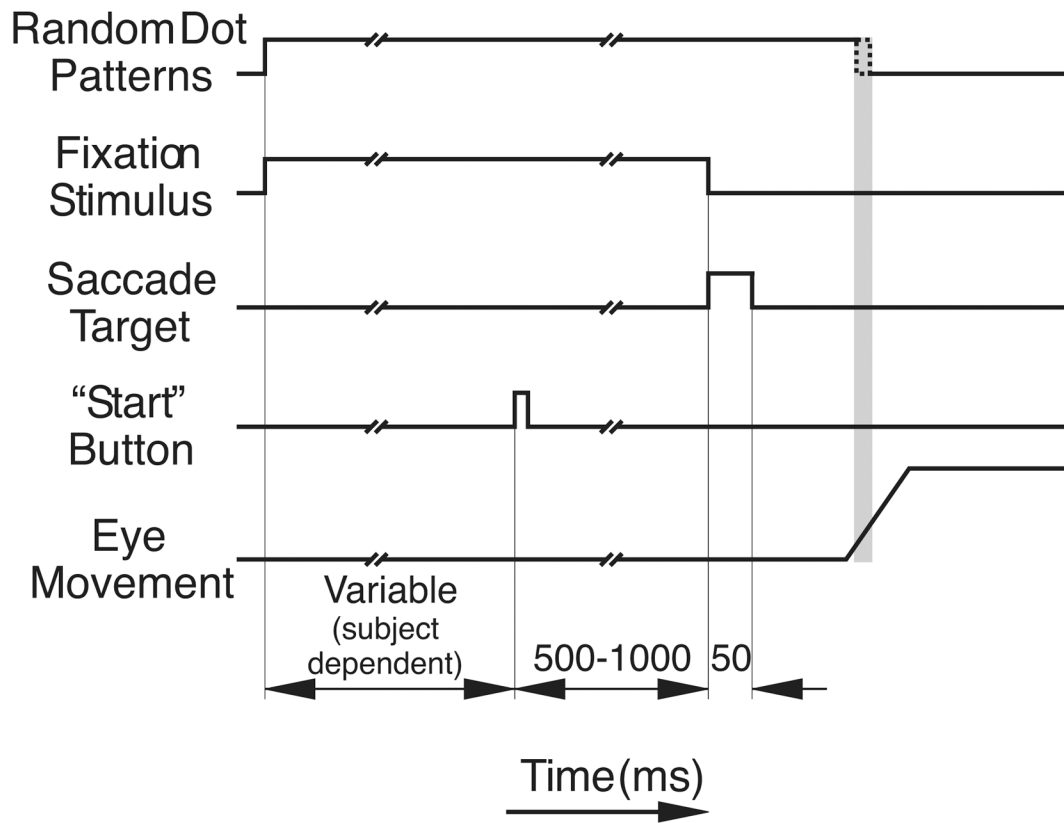 Random Dot
Patterns
Fixation
Stimulus
Saccade
Target
“Start”
Button
Eye
Movement
Variable
(subject
dependent)
500-1000
50
Time (ms)